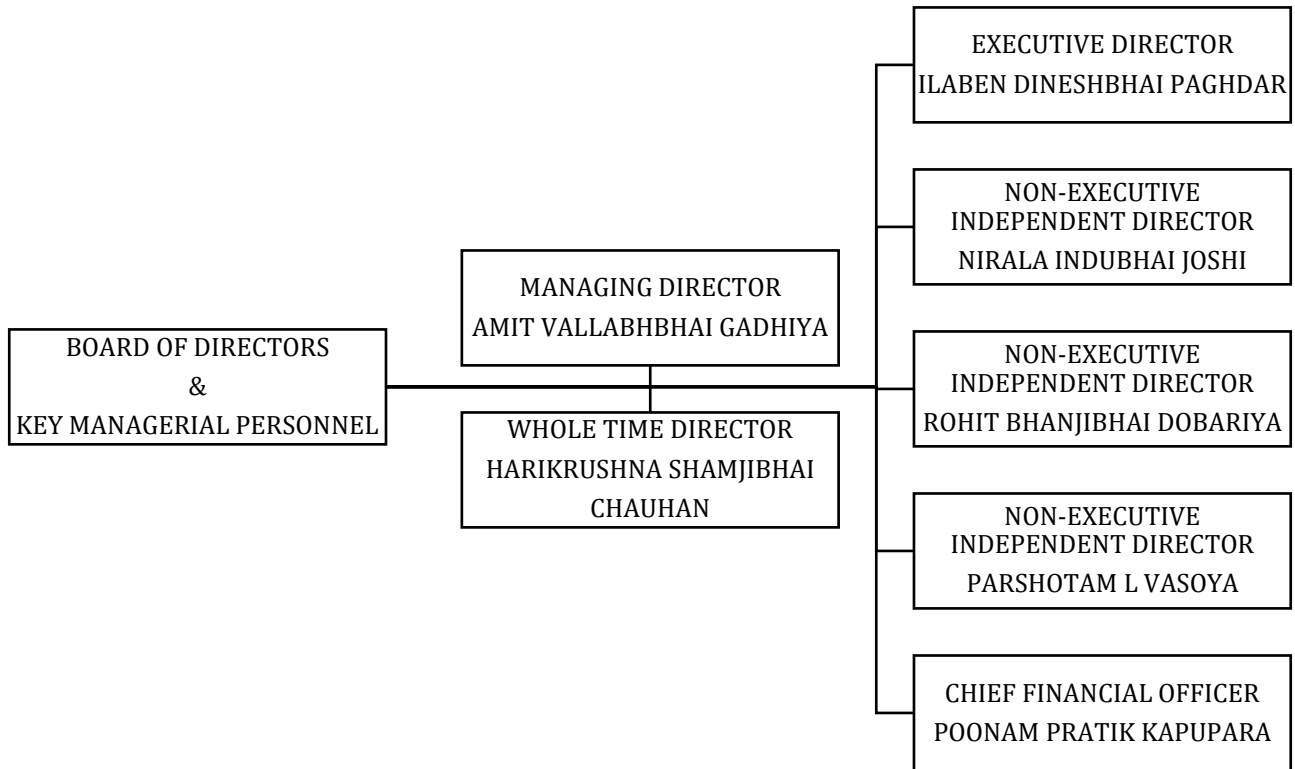 BOARD OF DIRECTORS
&
KEY MANAGERIAL PERSONNEL
MANAGING DIRECTOR
AMIT VALLABHBHAI GADHIYA
WHOLE TIME DIRECTOR
HARIKRUSHNA SHAMJIBHAI
CHAUHAN
EXECUTIVE DIRECTOR
ILABEN DINESHBHAI PAGHDAR
NON-EXECUTIVE
INDEPENDENT DIRECTOR
NIRALA INDUBHAI JOSHI
NON-EXECUTIVE
INDEPENDENT DIRECTOR
ROHIT BHANJIBHAI DOBARIYA
NON-EXECUTIVE
INDEPENDENT DIRECTOR
PARSHOTAM L VASOYA
CHIEF FINANCIAL OFFICER
POONAM PRATIK KAPUPARA